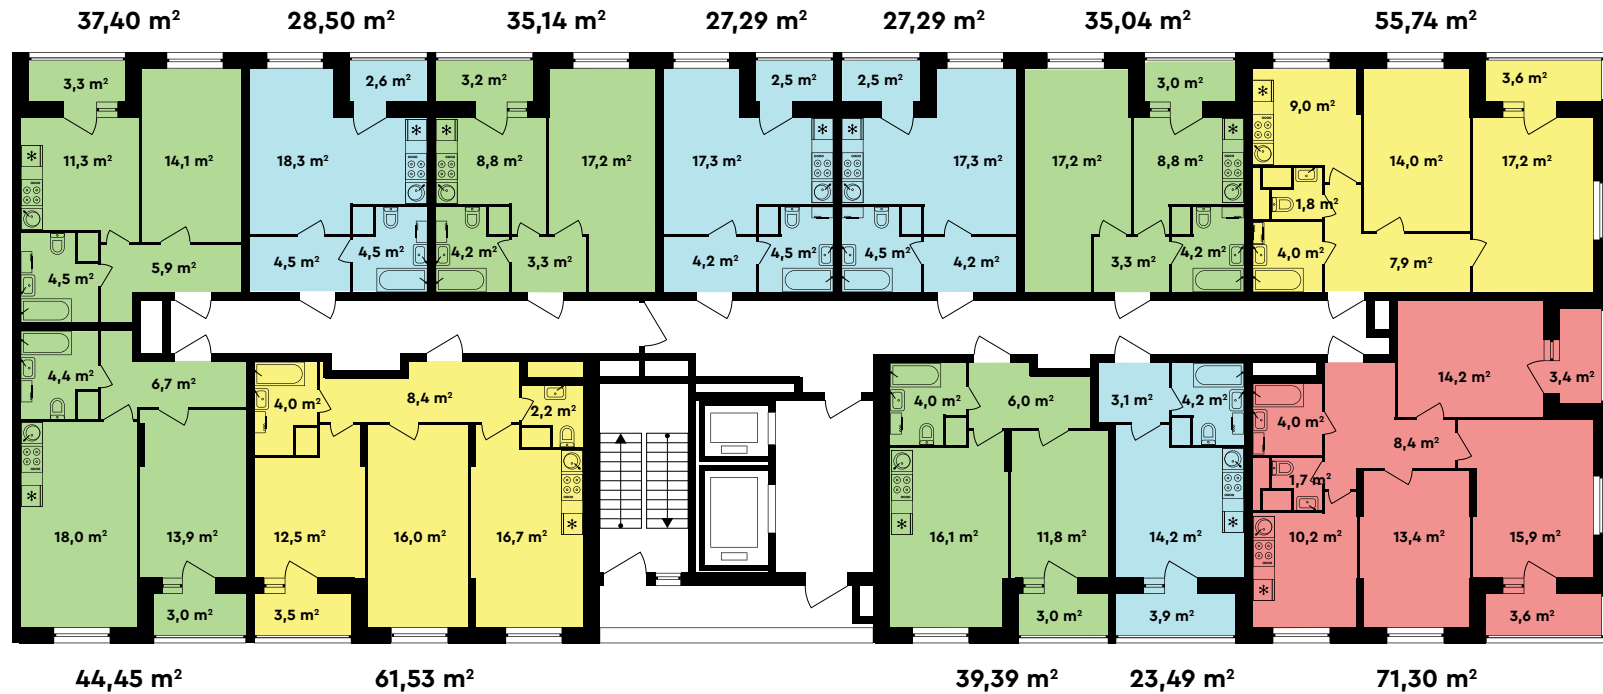 37,40 m² 28,50 m² 35,14 m² 27,29 m² 27,29 m² 35,04 m² 55,74 m²
3,3 m² 2,6 m² 3,2 m² 2,5 m² 2,5 m² 3,0 m² 3,6 m²
9,0 m²
11,3 m² 14,1 m² 18,3 m² 8,8 m² 17,2 m² 17,3 m² 17,3 m² 17,2 m² 8,8 m² 14,0 m² 17,2 m²
1,8 m²
4,5 m² 5,9 m² 4,5 m² 4,5 m² 4,2 m² 3,3 m² 4,2 m² 4,5 m² 4,5 m² 4,2 m² 3,3 m² 4,2 m² 4,0 m² 7,9 m²
4,4 m² 6,7 m² 4,0 m² 8,4 m² 2,2 m² 4,0 m² 6,0 m² 3,1 m² 4,2 m² 14,2 m² 3,4 m²
4,0 m² 8,4 m²
1,7 m²
18,0 m² 13,9 m² 12,5 m² 16,0 m² 16,7 m² 16,1 m² 11,8 m² 14,2 m² 10,2 m² 13,4 m² 15,9 m²
3,0 m² 3,5 m² 3,0 m² 3,9 m² 3,6 m²
44,45 m² 61,53 m² 39,39 m² 23,49 m² 71,30 m²